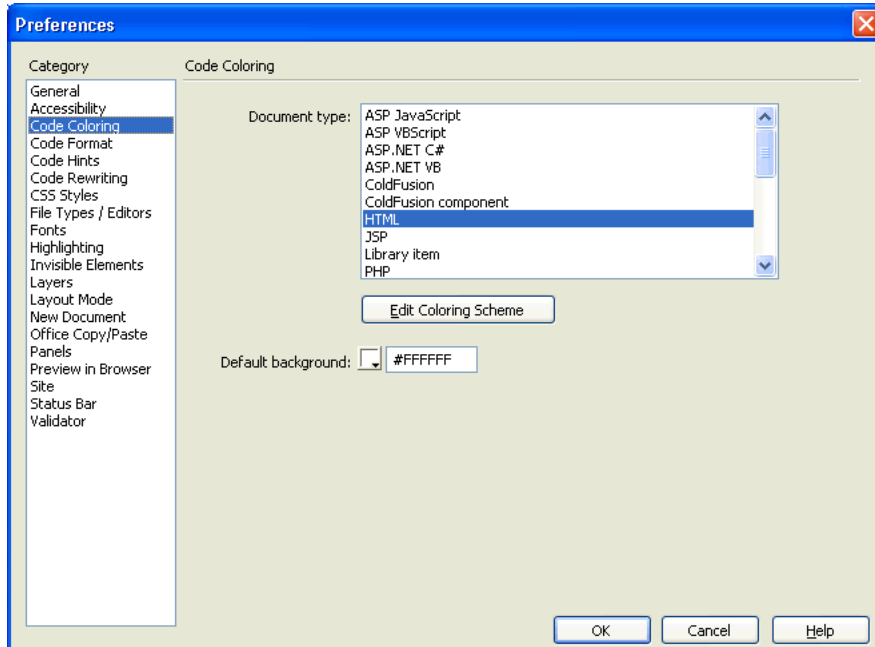 Preferences
Category
General
Accessibility
Code Coloring
Code Format
Code Hints
Code Rewriting
CSS Styles
File Types / Editors
Fonts
Highlighting
Invisible Elements
Layers
Layout Mode
New Document
Office Copy/Paste
Panels
Preview in Browser
Site
Status Bar
Validator
Code Coloring
Document type:
ASP JavaScript
ASP VBScript
ASP.NET C#
ASP.NET VB
ColdFusion
ColdFusion component
HTML
JSP
Library item
PHP
Edit Coloring Scheme
Default background: #FFFFFF
OK Cancel Help